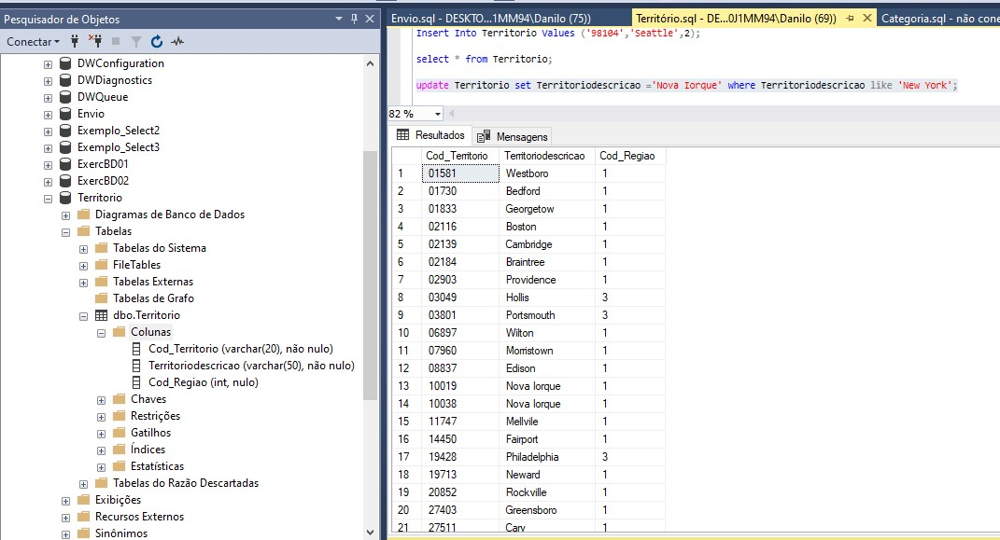 Pesquisador de Objetos
Conectar
DWConfiguration
DWDiagnostics
DWQueue
Envio
Exemplo_Select2
Exemplo_Select3
ExercBD01
ExercBD02
Territorio
Diagramas de Banco de Dados
Tabelas
Tabelas do Sistema
FileTables
Tabelas Externas
Tabelas de Grafo
dbo.Territorio
Colunas
Cod_Territorio (varchar(20), não nulo)
Territoriodescricao (varchar(50), não nulo)
Cod_Regiao (int, nulo)
Chaves
Restrições
Gatilhos
Índices
Estatísticas
Tabelas do Razão Descartadas
Exibições
Recursos Externos
Sinônimos
Envio.sql - DESKTO...1MM94\Danilo (75)) Território.sql - DE...0J1MM94\Danilo (69)) Categoria.sql - não cone
Insert Into Territorio Values ('98104','Seattle',2);
select * from Territorio;
update Territorio set Territoriodescricao ='Nova Iorque' where Territoriodescricao like 'New York';
82 %
Resultados Mensagens
Cod_Territorio Territoriodescricao Cod_Regiao
1 01581 Westboro 1
2 01730 Bedford 1
3 01833 Georgetow 1
4 02116 Boston 1
5 02139 Cambridge 1
6 02184 Braintree 1
7 02903 Providence 1
8 03049 Hollis 3
9 03801 Portsmouth 3
10 06897 Wilton 1
11 07960 Morristown 1
12 08837 Edison 1
13 10019 Nova Iorque 1
14 10038 Nova Iorque 1
15 11747 Mellvile 1
16 14450 Fairport 1
17 19428 Philadelphia 3
18 19713 Neward 1
19 20852 Rockville 1
20 27403 Greensboro 1
21 27511 Cary 1